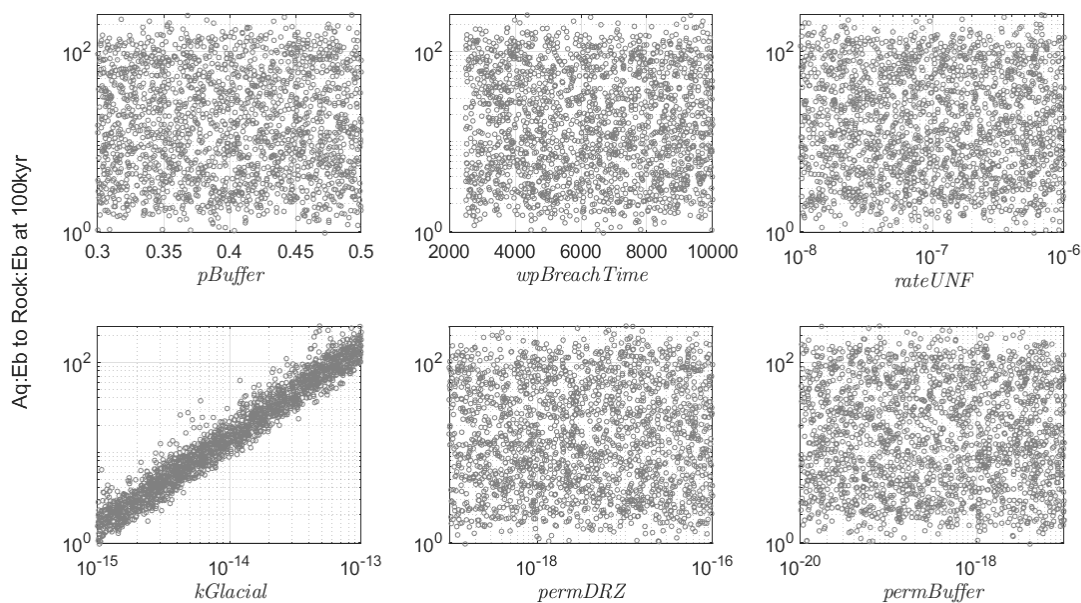 Aq:Eb to Rock:Eb at 100kyr
10²
10⁰
0.3 0.35 0.4 0.45 0.5
pBuffer
10²
10⁰
2000 4000 6000 8000 10000
wpBreachTime
10²
10⁰
10⁻⁸ 10⁻⁷ 10⁻⁶
rateUNF
10²
10⁰
10⁻¹⁵ 10⁻¹⁴ 10⁻¹³
kGlacial
10²
10⁰
10⁻¹⁸ 10⁻¹⁶
permDRZ
10²
10⁰
10⁻²⁰ 10⁻¹⁸
permBuffer